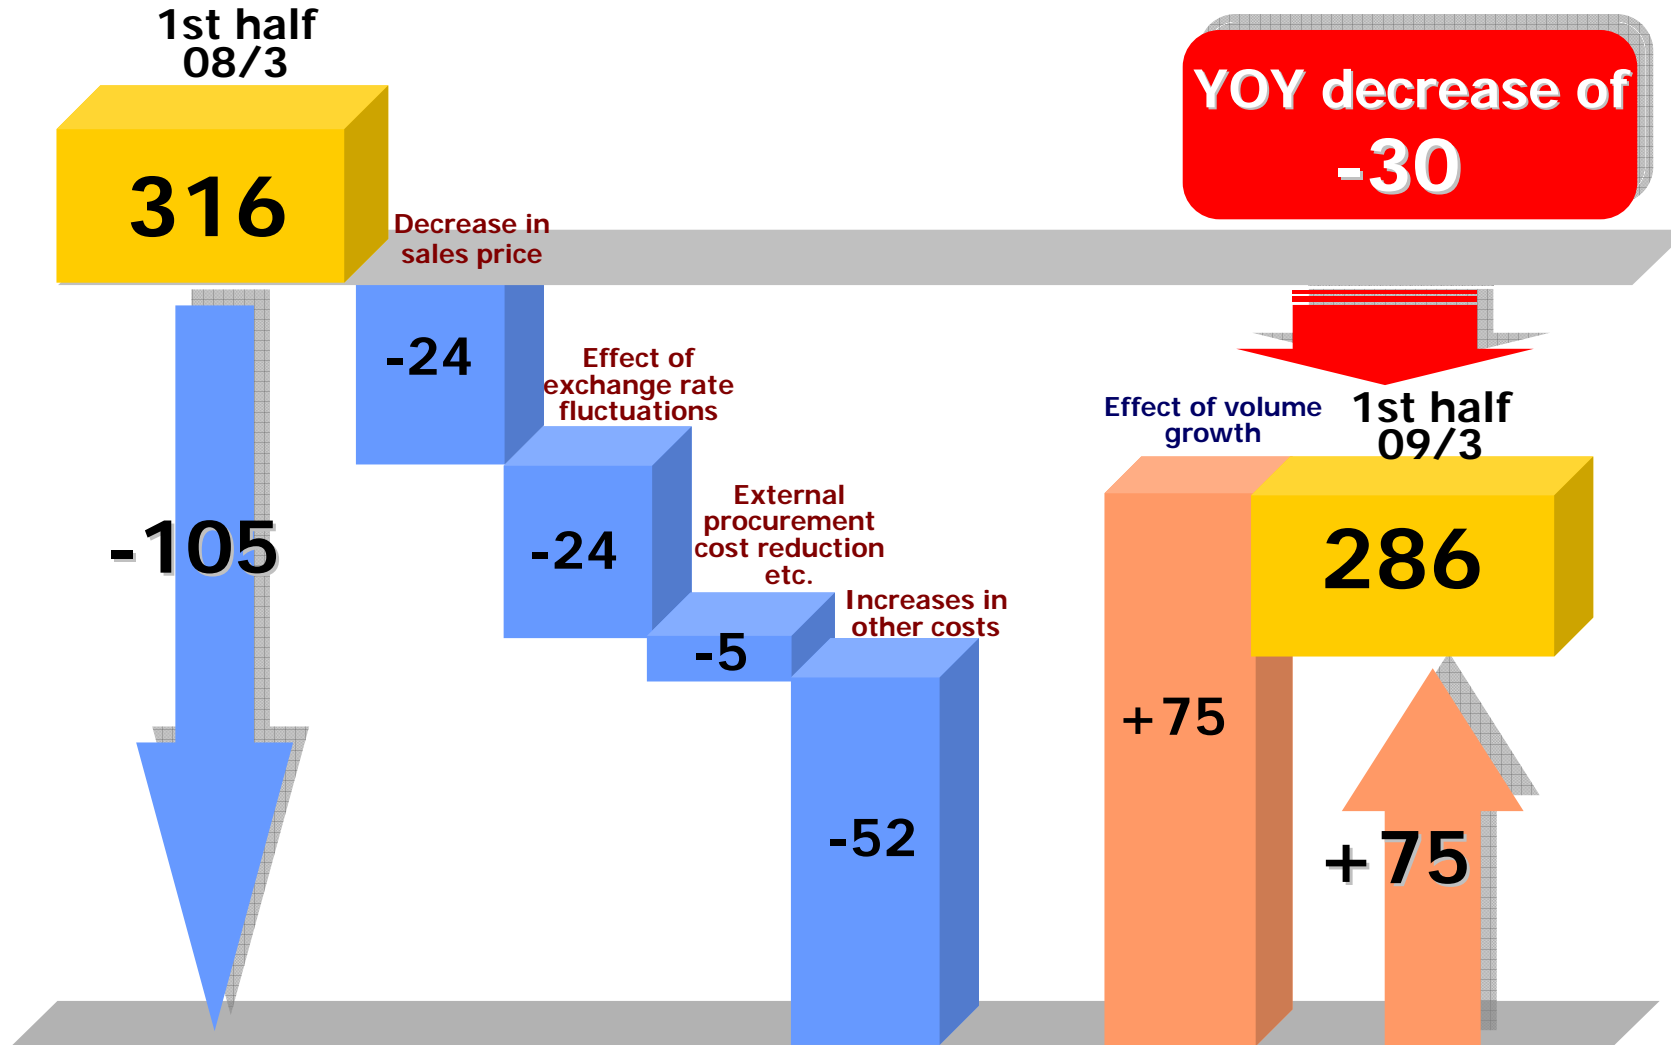 1st half
08/3
316
YOY decrease of
-30
Decrease in
sales price
-24
Effect of
exchange rate
fluctuations
-24
External
procurement
cost reduction
etc.
-5
Increases in
other costs
-52
-105
Effect of volume
growth
+75
1st half
09/3
286
+75